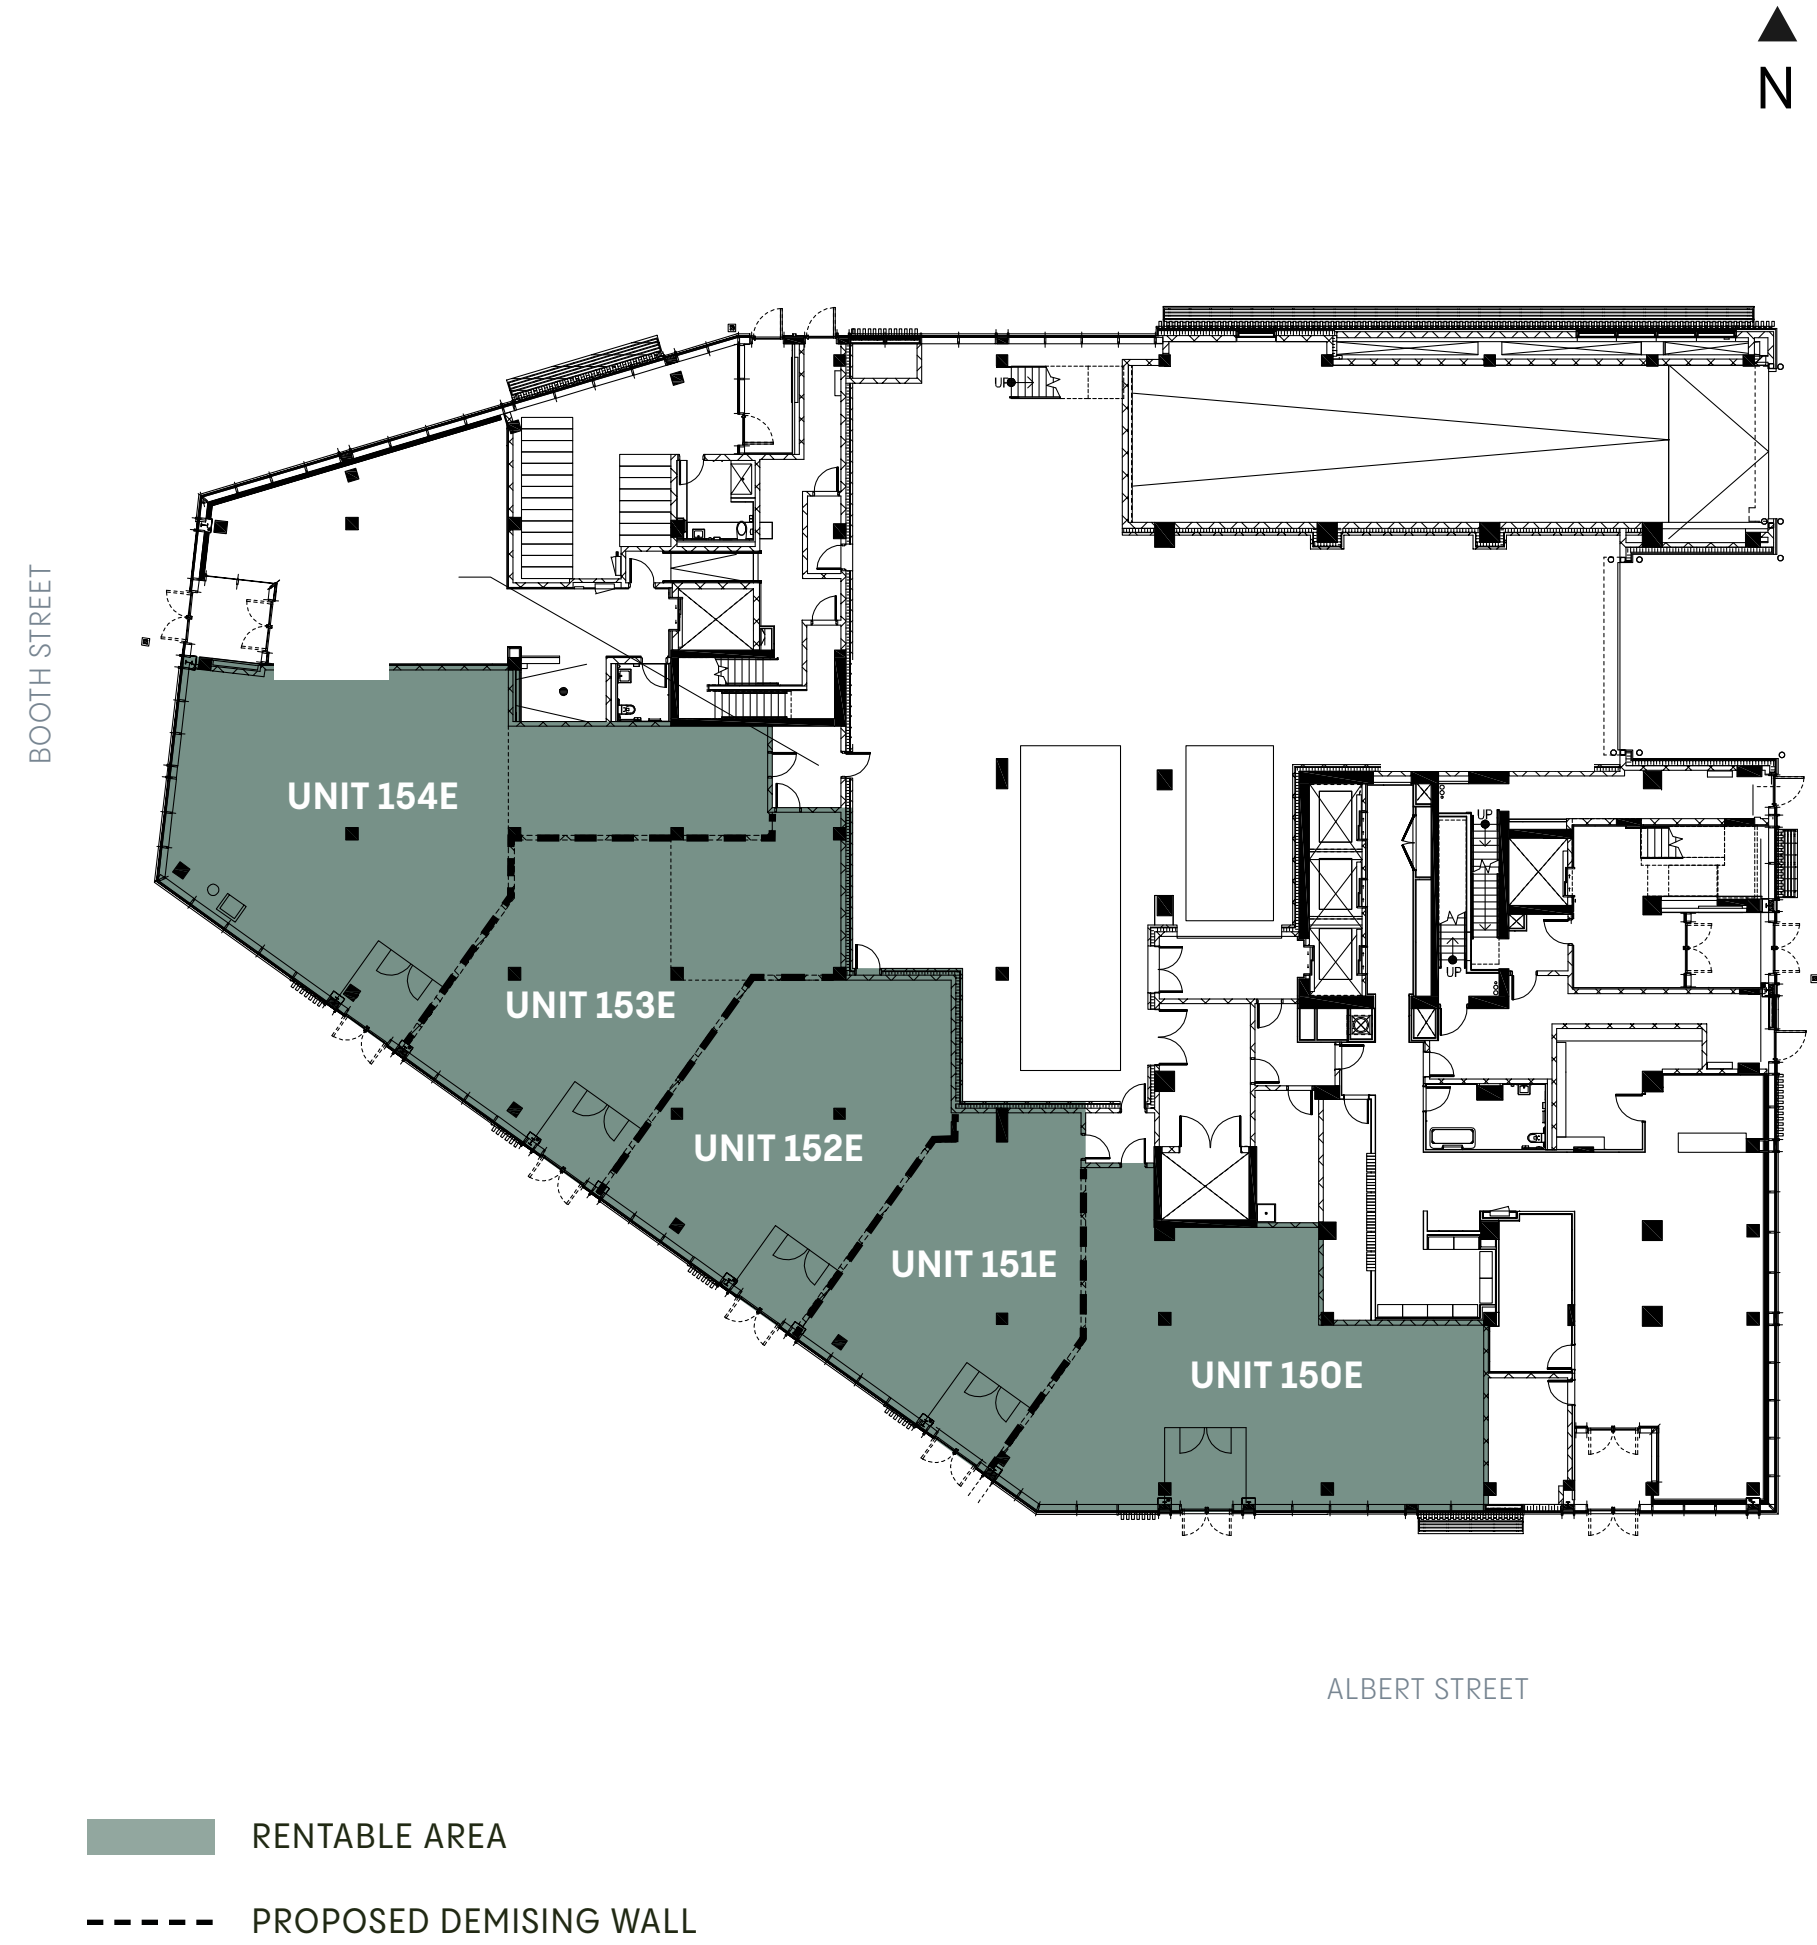 N
UP
BOOTH STREET
UNIT 154E
UP
UP
UNIT 153E
UNIT 152E
UNIT 151E
UNIT 150E
ALBERT STREET
RENTABLE AREA
PROPOSED DEMISING WALL